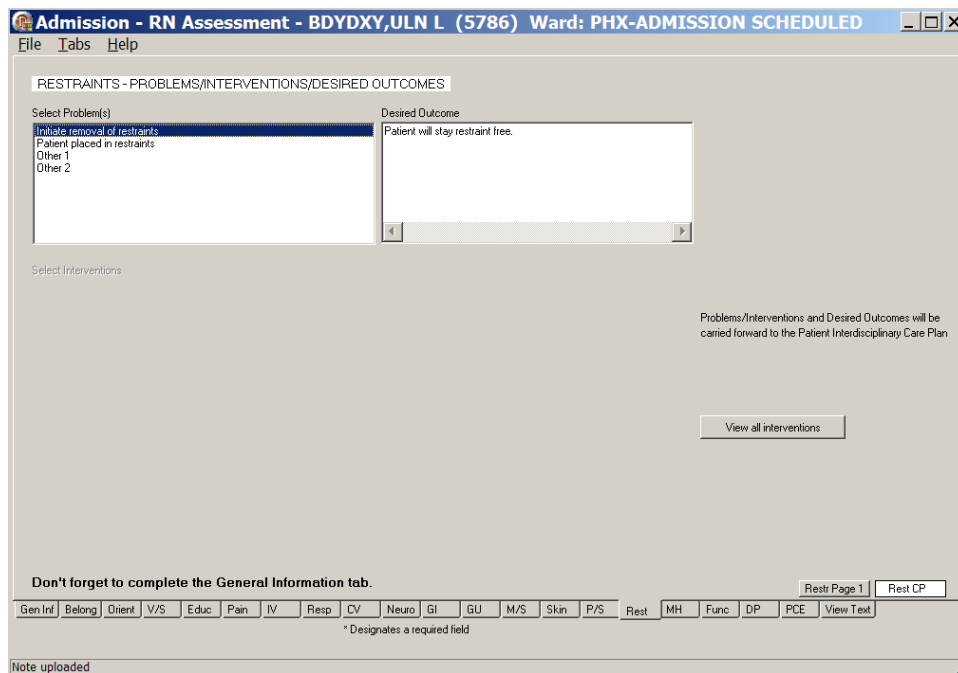 Admission - RN Assessment - BDYDXY,ULN L (5786) Ward: PHX-ADMISSION SCHEDULED
File Tabs Help
RESTRAINTS - PROBLEMS/INTERVENTIONS/DESIRED OUTCOMES
Select Problem(s) Desired Outcome
Initiate removal of restraints Patient will stay restraint free.
Patient placed in restraints
Other 1
Other 2
Select Interventions
Problems/Interventions and Desired Outcomes will be
carried forward to the Patient Interdisciplinary Care Plan
View all interventions
Don't forget to complete the General Information tab.
Restr Page 1 Rest CP
Gen Inf Belong Orient V/S Educ Pain IV Resp CV Neuro GI GU M/S Skin P/S Rest MH Func DP PCE View Text
* Designates a required field
Note uploaded